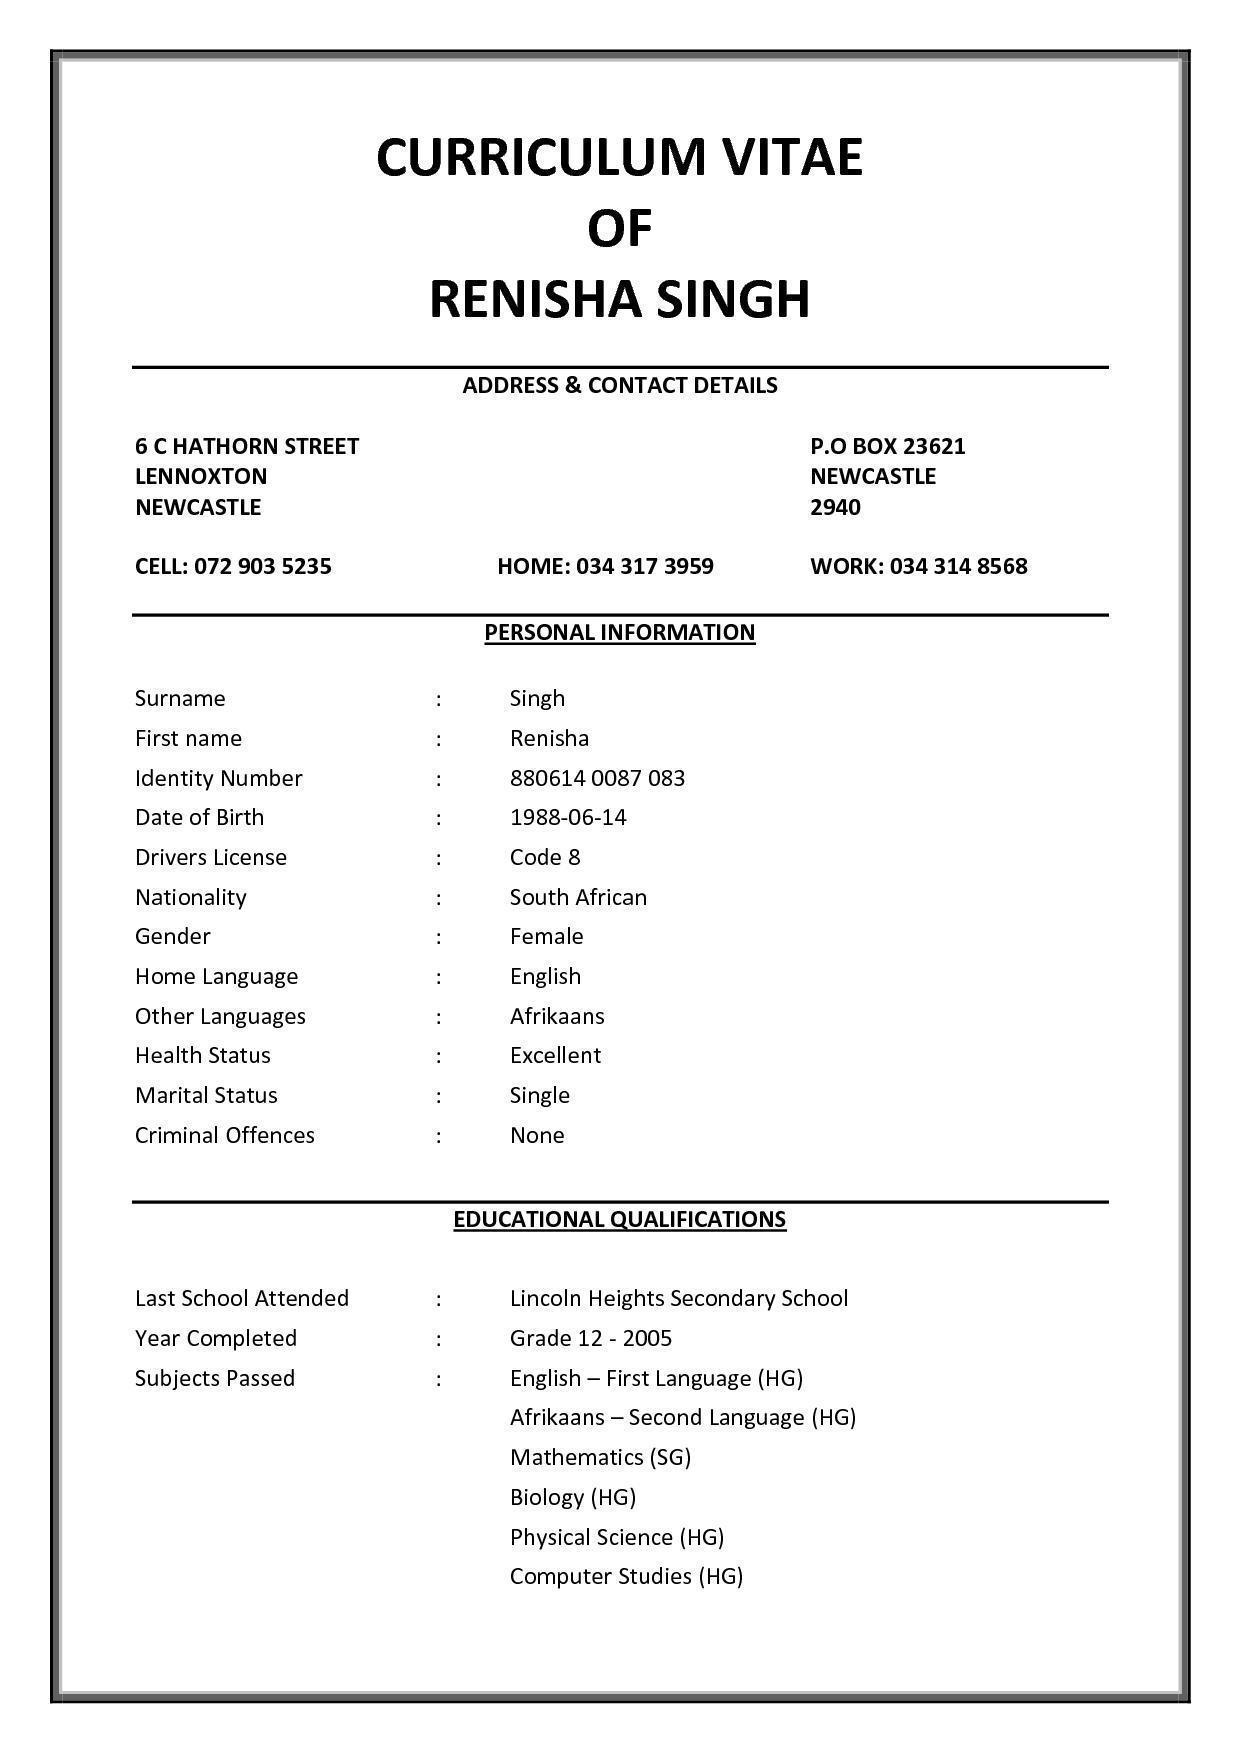 CURRICULUM VITAE
OF
RENISHA SINGH
ADDRESS & CONTACT DETAILS
6 C HATHORN STREET P.O BOX 23621
LENNOXTON NEWCASTLE
NEWCASTLE 2940
CELL: 072 903 5235 HOME: 034 317 3959 WORK: 034 314 8568
PERSONAL INFORMATION
Surname : Singh
First name : Renisha
Identity Number : 880614 0087 083
Date of Birth : 1988-06-14
Drivers License : Code 8
Nationality : South African
Gender : Female
Home Language : English
Other Languages : Afrikaans
Health Status : Excellent
Marital Status : Single
Criminal Offences : None
EDUCATIONAL QUALIFICATIONS
Last School Attended : Lincoln Heights Secondary School
Year Completed : Grade 12 - 2005
Subjects Passed : English – First Language (HG)
Afrikaans – Second Language (HG)
Mathematics (SG)
Biology (HG)
Physical Science (HG)
Computer Studies (HG)